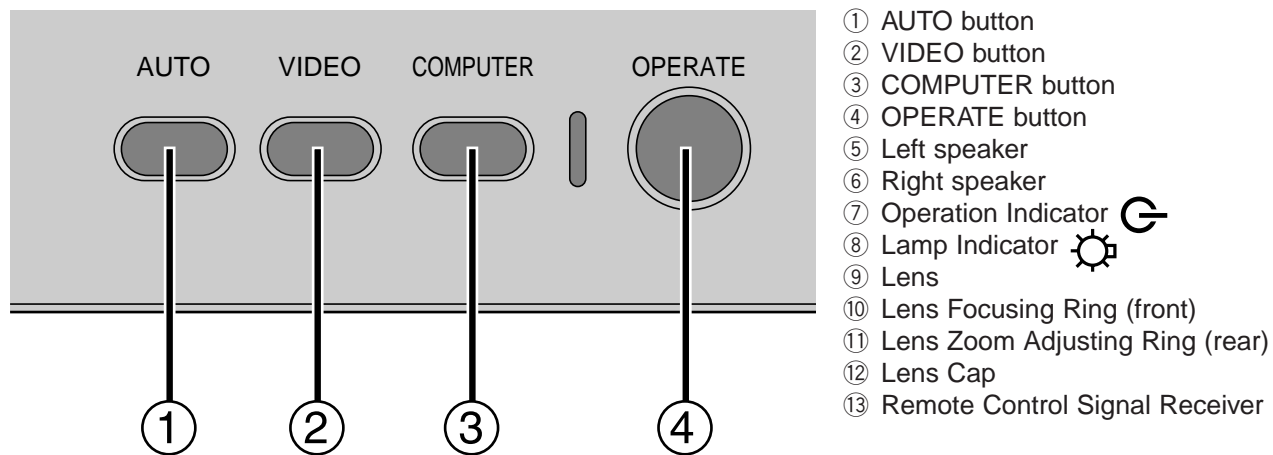 AUTO VIDEO COMPUTER OPERATE
① ② ③ ④
① AUTO button
② VIDEO button
③ COMPUTER button
④ OPERATE button
⑤ Left speaker
⑥ Right speaker
⑦ Operation Indicator
⑧ Lamp Indicator
⑨ Lens
⑩ Lens Focusing Ring (front)
⑪ Lens Zoom Adjusting Ring (rear)
⑫ Lens Cap
⑬ Remote Control Signal Receiver